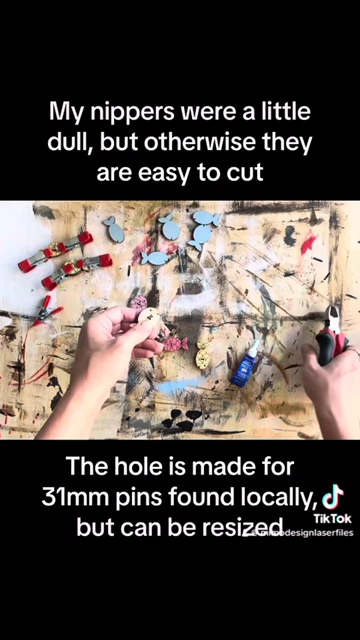 My nippers were a little
dull, but otherwise they
are easy to cut
The hole is made for
31mm pins found locally,
but can be resized
TikTok